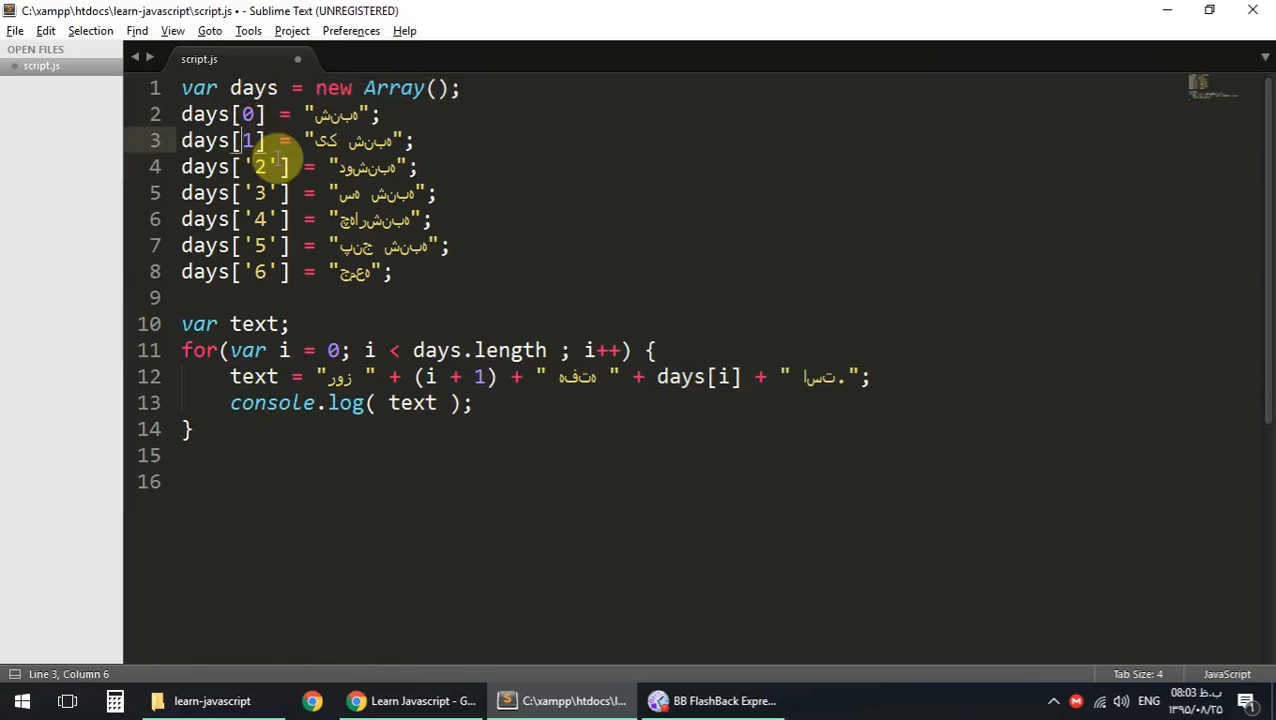 C:\xampp\htdocs\learn-javascript\script.js • - Sublime Text (UNREGISTERED)
File Edit Selection Find View Goto Tools Project Preferences Help
OPEN FILES
script.js
script.js
1 var days = new Array();
2 days[0] = "شنبه";
3 days[1] = "یک شنبه";
4 days['2'] = "دوشنبه";
5 days['3'] = "سه شنبه";
6 days['4'] = "چهارشنبه";
7 days['5'] = "پنج شنبه";
8 days['6'] = "جمعه";
9
10 var text;
11 for(var i = 0; i < days.length ; i++) {
12 text = "روز " + (i + 1) + " هفته " + days[i] + " است.";
13 console.log( text );
14 }
15
16
Line 3, Column 6
Tab Size: 4
JavaScript
learn-javascript
Learn Javascript - G...
C:\xampp\htdocs\l...
BB FlashBack Expre...
ENG
08:03 ب.ظ
۱۳۹۵/۰۸/۲۵